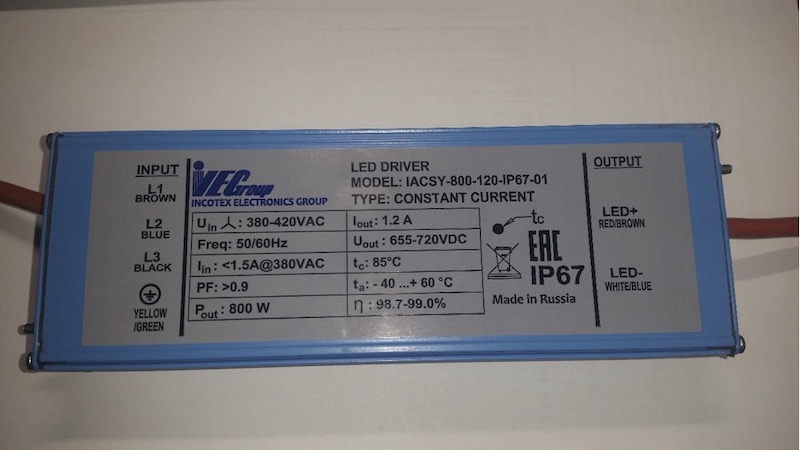 INPUT
L1
BROWN
L2
BLUE
L3
BLACK
YELLOW
/GREEN
IVEGroup
INCOTEX ELECTRONICS GROUP
LED DRIVER
MODEL: IACSY-800-120-IP67-01
TYPE: CONSTANT CURRENT
Uin ⅄ : 380-420VAC
Freq: 50/60Hz
Iin: <1.5A@380VAC
PF: >0.9
Pout: 800 W
Iout: 1.2 A
Uout: 655-720VDC
tc: 85°C
ta: - 40 ...+ 60 °C
η : 98.7-99.0%
tc
EAC
IP67
Made in Russia
OUTPUT
LED+
RED/BROWN
LED-
WHITE/BLUE